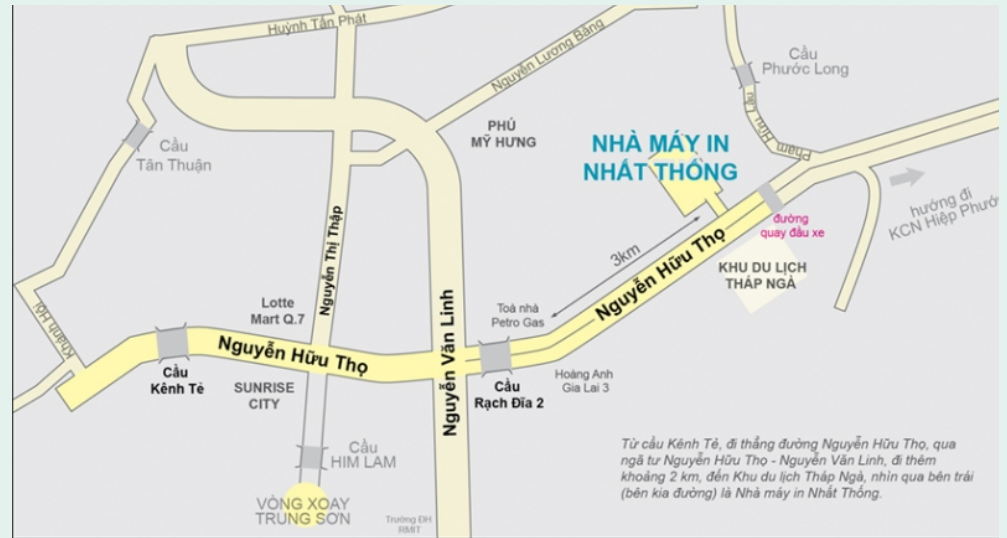 Huỳnh Tấn Phát
Nguyễn Lương Bằng
Cầu
Phước Long
Cầu
Tân Thuận
PHÚ
MỸ HƯNG
NHÀ MÁY IN
NHẤT THỐNG
Phạm Hữu Lầu
hướng đi
KCN Hiệp Phước
đường
quay đầu xe
3km
Nguyễn Hữu Thọ
KHU DU LỊCH
THÁP NGÀ
Nguyễn Thị Thập
Nguyễn Văn Linh
Lotte
Mart Q.7
Toà nhà
Petro Gas
Khánh Hội
Nguyễn Hữu Thọ
Cầu
Kênh Tẻ
SUNRISE
CITY
Cầu
Rạch Đĩa 2
Hoàng Anh
Gia Lai 3
Cầu
HIM LAM
VÒNG XOAY
TRUNG SƠN
Trường ĐH
RMIT
Từ cầu Kênh Tẻ, đi thẳng đường Nguyễn Hữu Thọ, qua
ngã tư Nguyễn Hữu Thọ - Nguyễn Văn Linh, đi thêm
khoảng 2 km, đến Khu du lịch Tháp Ngà, nhìn qua bên trái
(bên kia đường) là Nhà máy in Nhất Thống.